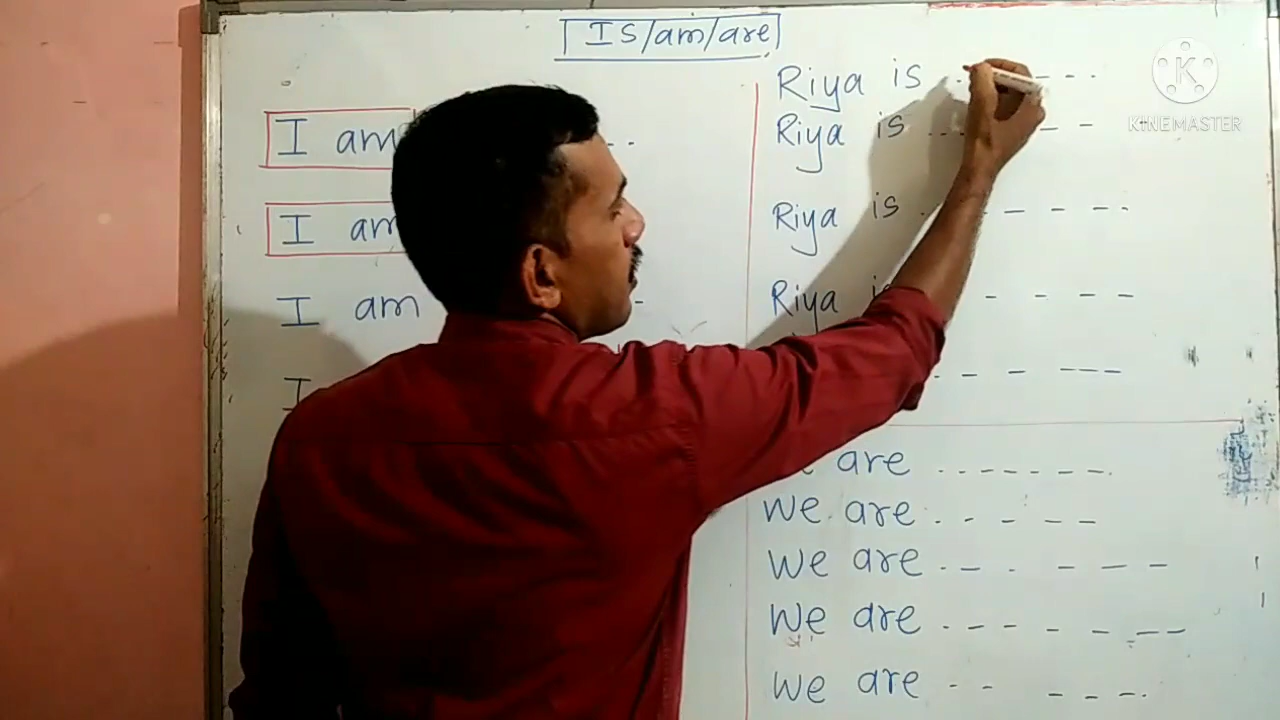 IS/am/are
I am
I am
I am
I
Riya is ..
Riya is ...
Riya is .
Riya is
are .......
We are .....
We are .......
We are .......
We are .....
K
KINEMASTER